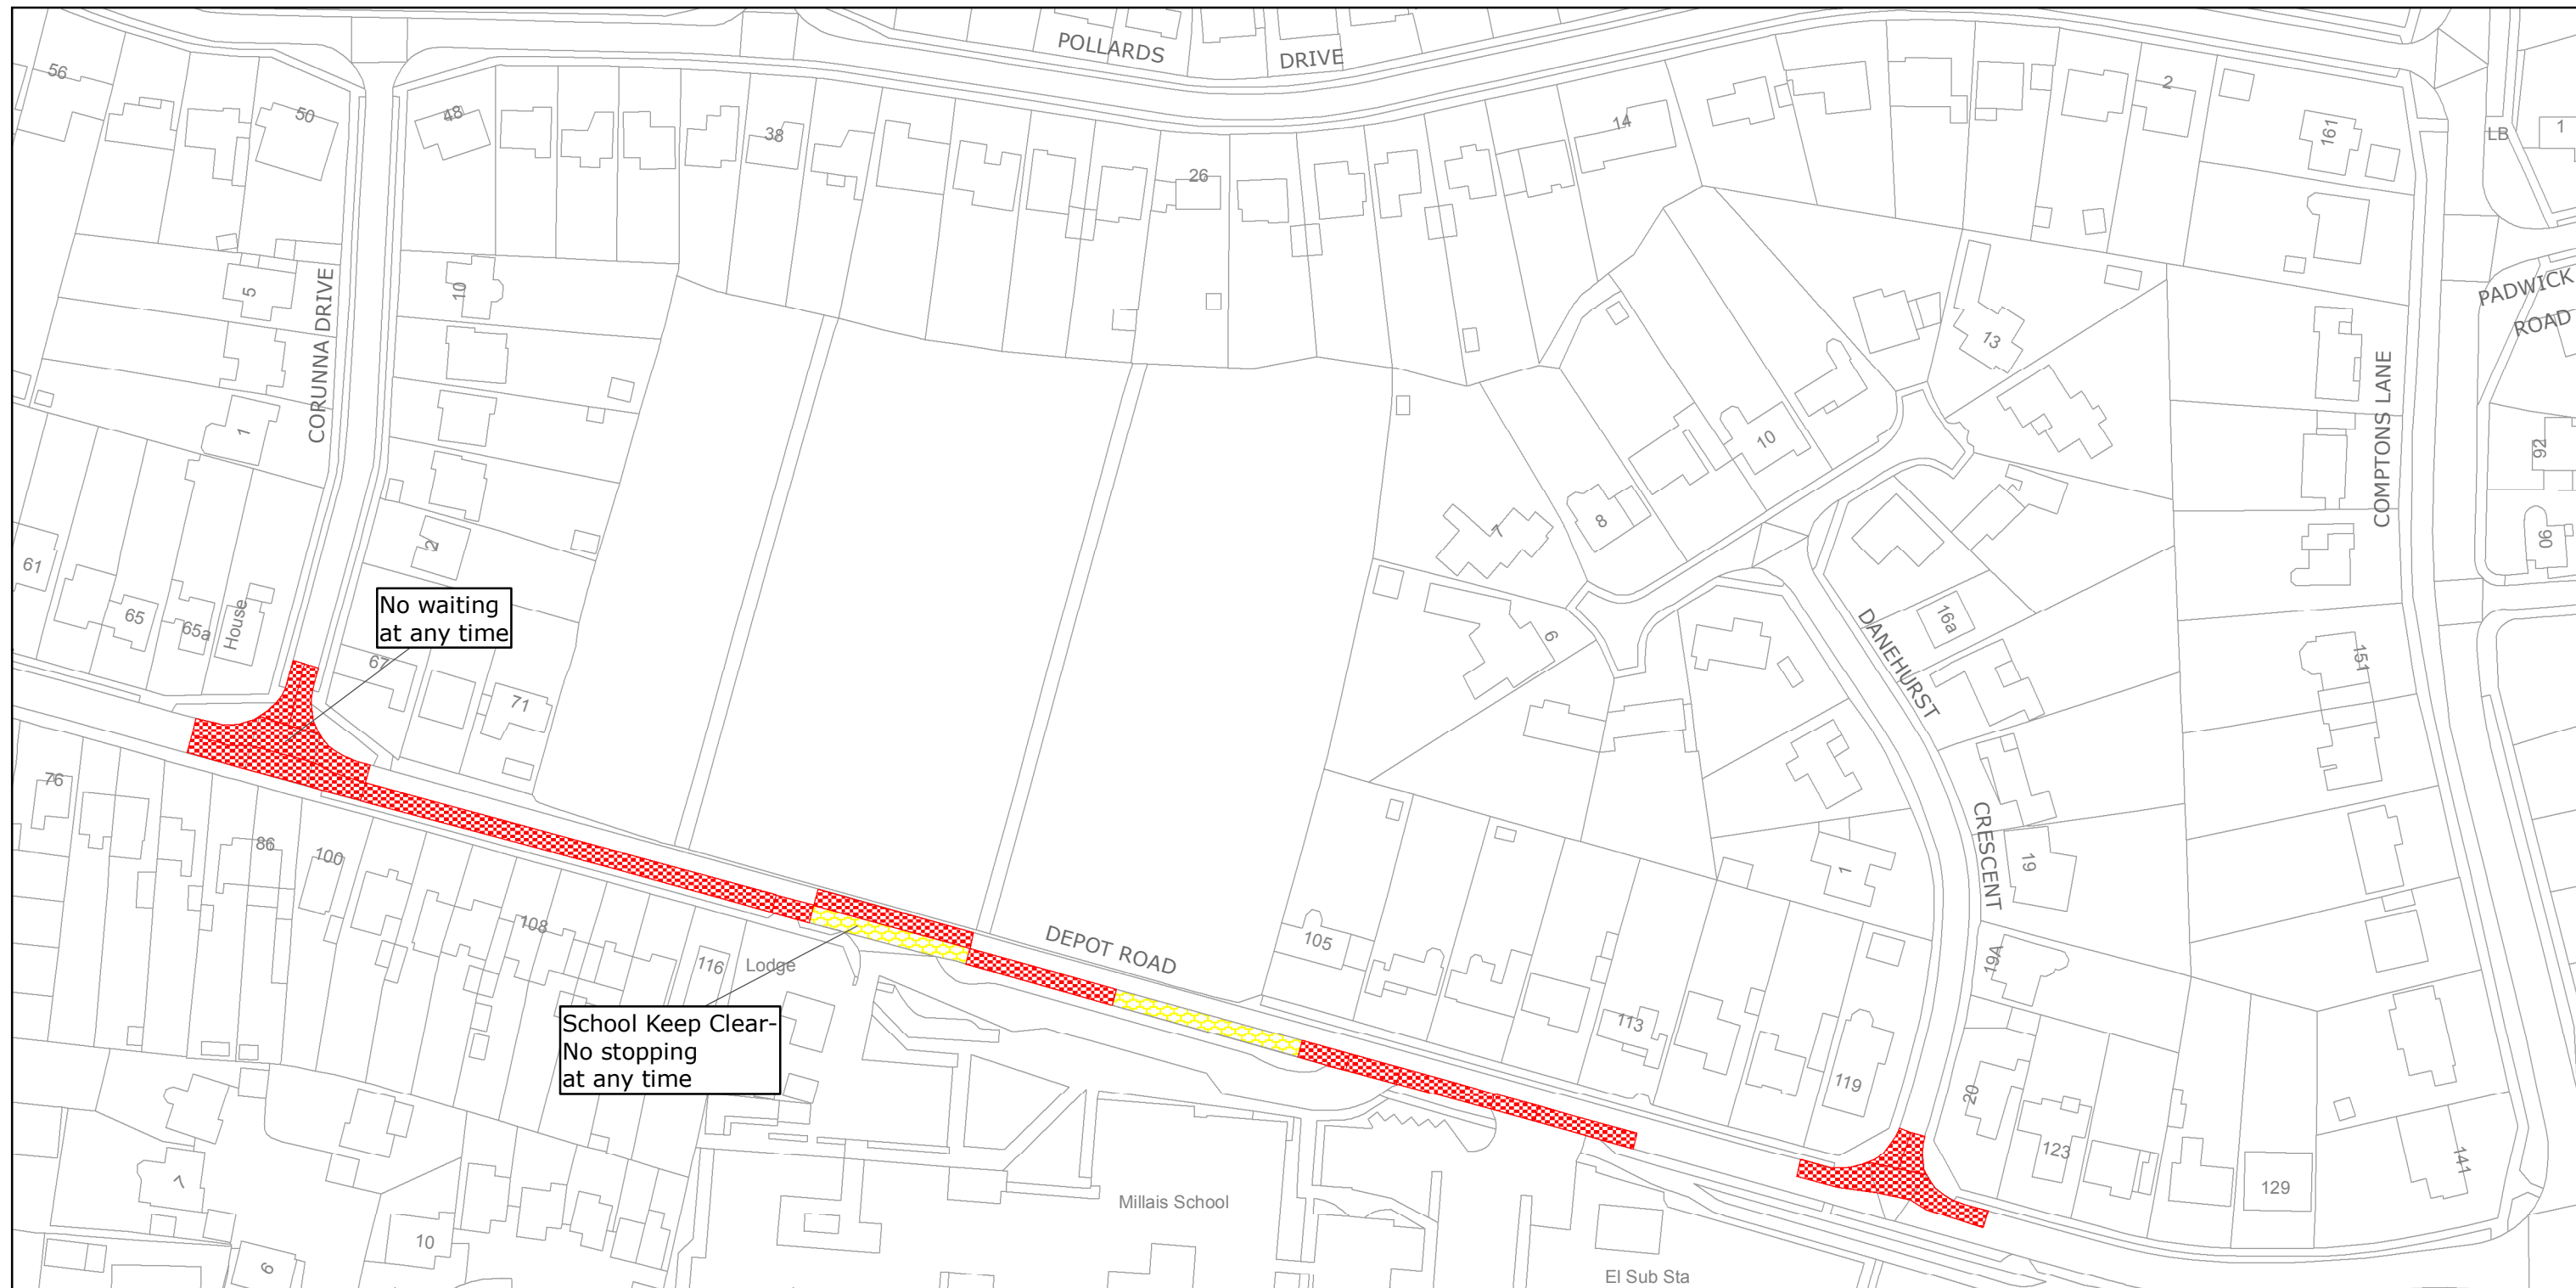 POLLARDS DRIVE
56
50
48
38
26
14
2
161
LB
1
5
10
CORUNNA DRIVE
1
13
PADWICK
ROAD
COMPTONS LANE
92
90
10
8
7
6
2
61
65
65a
House
67
71
No waiting
at any time
16a
DANEHURST
CRESCENT
151
76
86
100
108
116
Lodge
DEPOT ROAD
105
1
19
19A
113
119
20
123
129
141
School Keep Clear-
No stopping
at any time
7
10
6
Millais School
El Sub Sta